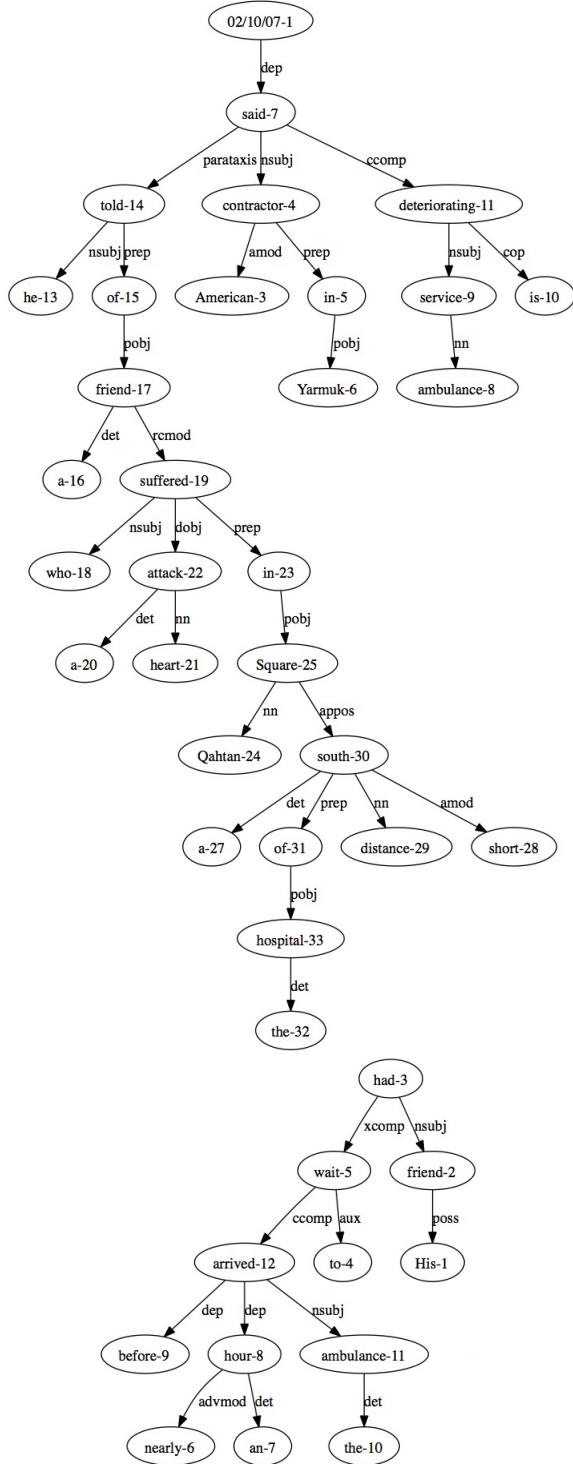 02/10/07-1
dep
said-7
parataxis nsubj ccomp
told-14 contractor-4 deteriorating-11
nsubj prep amod prep nsubj cop
he-13 of-15 American-3 in-5 service-9 is-10
pobj pobj nn
friend-17 Yarmuk-6 ambulance-8
det rcmod
a-16 suffered-19
nsubj dobj prep
who-18 attack-22 in-23
det nn pobj
a-20 heart-21 Square-25
nn appos
Qahtan-24 south-30
det prep nn amod
a-27 of-31 distance-29 short-28
pobj
hospital-33
det
the-32
had-3
xcomp nsubj
wait-5 friend-2
ccomp aux poss
arrived-12 to-4 His-1
dep dep nsubj
before-9 hour-8 ambulance-11
advmod det det
nearly-6 an-7 the-10